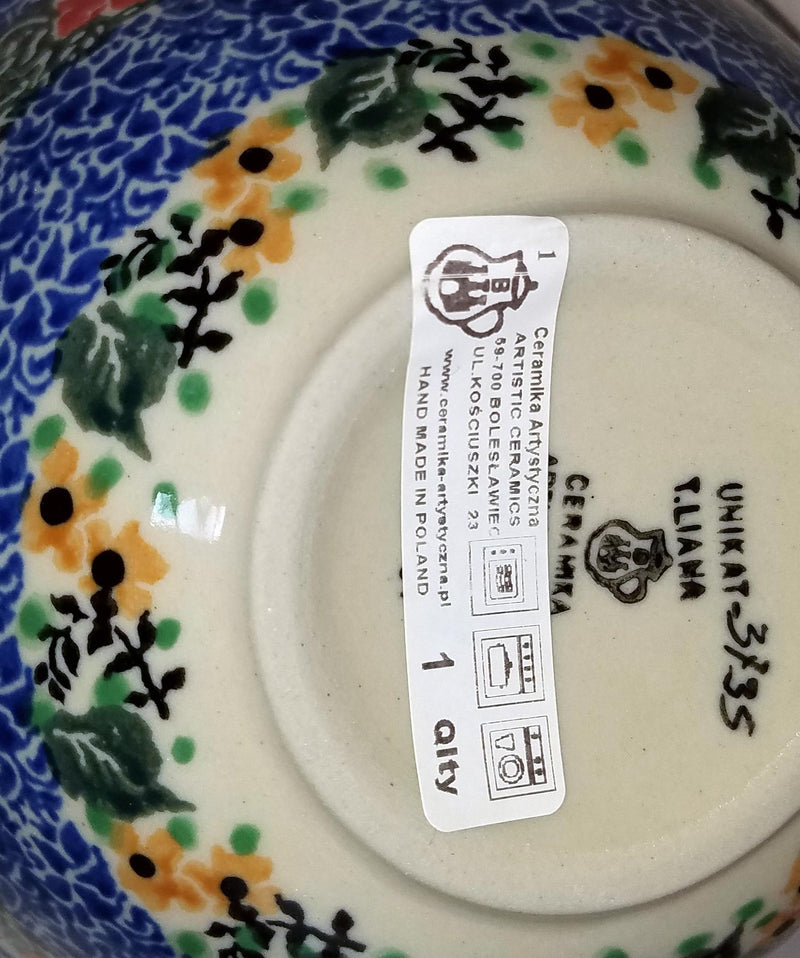 1
B
Ceramika Artystyczna
ARTISTIC CERAMICS
59-700 BOLESŁAWIEC
UL.KOŚCIUSZKI 23
www.ceramika-artystyczna.pl
HAND MADE IN POLAND
1 Qlty
UNIKAT-3735
T.LIANA
CERAMIKA